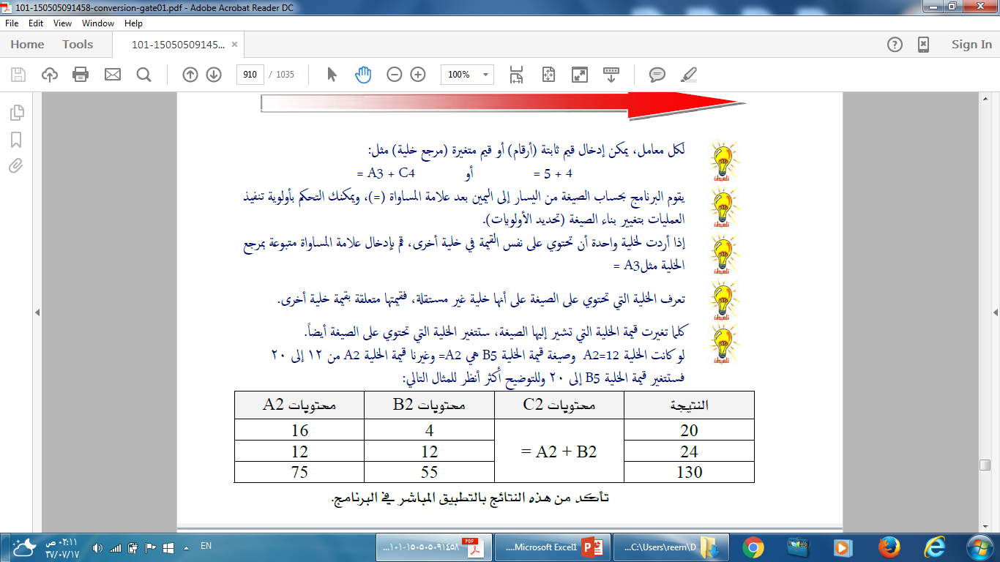 101-150505091458-conversion-gate01.pdf - Adobe Acrobat Reader DC
File Edit View Window Help
Home Tools 101-15050509145... × Sign In
910 / 1035 100%
لكل معامل، يمكن إدخال قيم ثابتة (أرقام) أو قيم متغيرة (مرجع خلية) مثل:
= 5 + 4 أو = A3 + C4
يقوم البرنامج بحساب الصيغة من اليسار إلى اليمين بعد علامة المساواة (=)، ويمكنك التحكم بأولوية تنفيذ
العمليات بتغيير بناء الصيغة (تحديد الأولويات).
إذا أردت لخلية واحدة أن تحتوي على نفس القيمة في خلية أخرى، قم بإدخال علامة المساواة متبوعة بمرجع
الخلية مثل A3 =
تعرف الخلية التي تحتوي على الصيغة على أنها خلية غير مستقلة، فقيمتها متعلقة بقيمة خلية أخرى.
كلما تغيرت قيمة الخلية التي تشير إليها الصيغة، ستتغير الخلية التي تحتوي على الصيغة أيضاً.
لو كانت الخلية A2=12 وصيغة قيمة الخلية B5 هي A2= وغيرنا قيمة الخلية A2 من ١٢ إلى ٢٠
فستتغير قيمة الخلية B5 إلى ٢٠ وللتوضيح أكثر أنظر للمثال التالي:
محتويات A2 محتويات B2 محتويات C2 النتيجة
16 4 20
12 12 = A2 + B2 24
75 55 130
تأكد من هذه النتائج بالتطبيق المباشر في البرنامج.
٠٢:١١ ص
٣٧/٠٧/١٧
EN
...١٠١-١٥٠٥٠٥٠٩١٤٥٨
PDF
....Microsoft Excel1
...C:\Users\reem\D